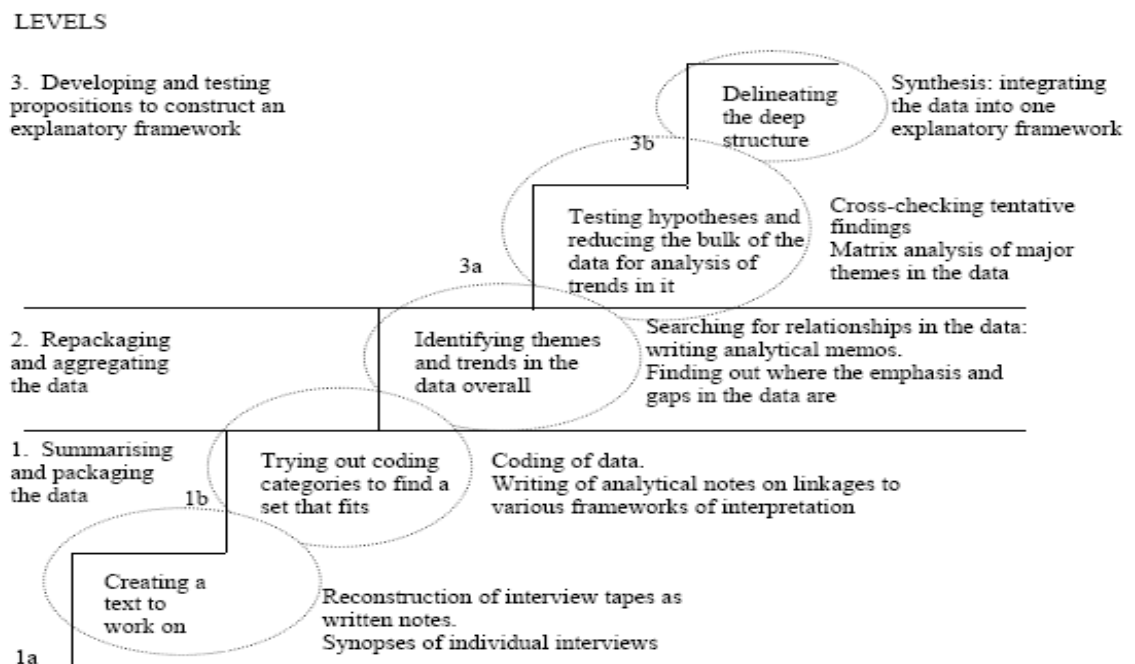 LEVELS
3. Developing and testing
propositions to construct an
explanatory framework
Delineating
the deep
structure
Synthesis: integrating
the data into one
explanatory framework
3b
Testing hypotheses and
reducing the bulk of the
data for analysis of
trends in it
Cross-checking tentative
findings
Matrix analysis of major
themes in the data
3a
2. Repackaging
and aggregating
the data
Identifying themes
and trends in the
data overall
Searching for relationships in the data:
writing analytical memos.
Finding out where the emphasis and
gaps in the data are
1. Summarising
and packaging
the data
1b
Trying out coding
categories to find a
set that fits
Coding of data.
Writing of analytical notes on linkages to
various frameworks of interpretation
Creating a
text to
work on
Reconstruction of interview tapes as
written notes.
Synopses of individual interviews
1a